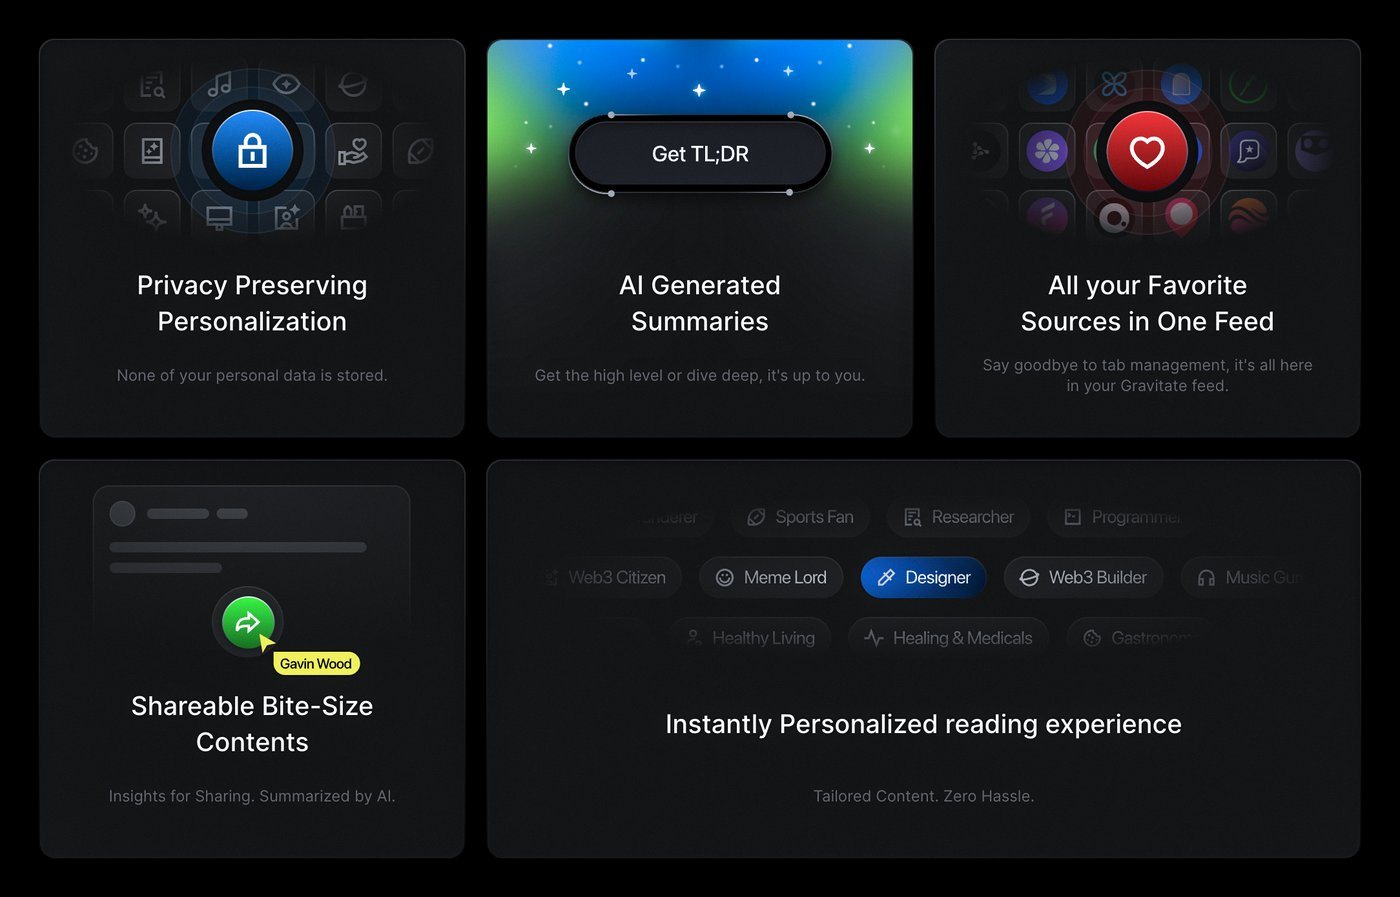 Privacy Preserving
Personalization
None of your personal data is stored.
Get TL;DR
AI Generated
Summaries
Get the high level or dive deep, it's up to you.
All your Favorite
Sources in One Feed
Say goodbye to tab management, it's all here
in your Gravitate feed.
Gavin Wood
Shareable Bite-Size
Contents
Insights for Sharing. Summarized by AI.
Sports Fan
Researcher
Programmer
Web3 Citizen
Meme Lord
Designer
Web3 Builder
Music
Healthy Living
Healing & Medicals
Instantly Personalized reading experience
Tailored Content. Zero Hassle.